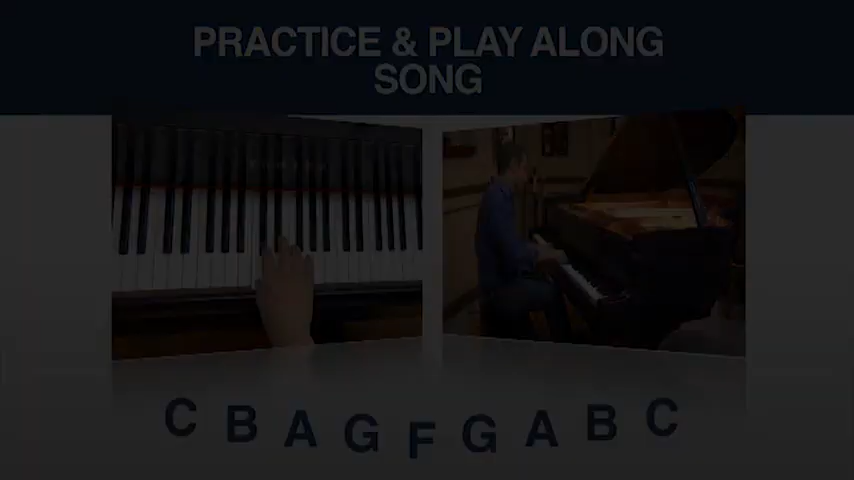 PRACTICE & PLAY ALONG
SONG
C B A G F G A B C